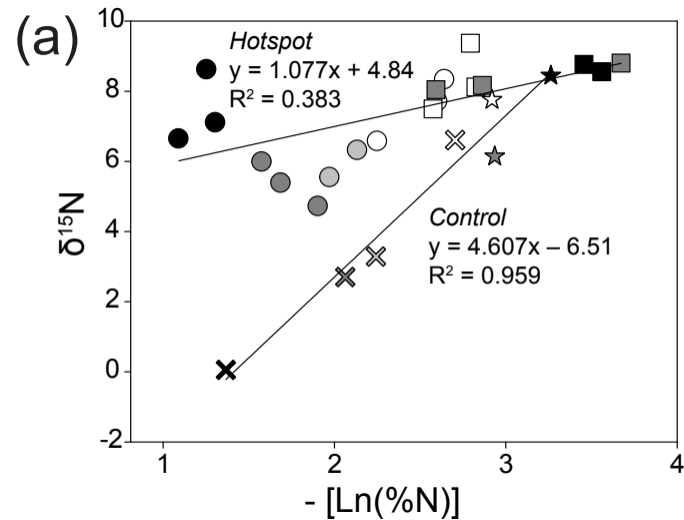 (a)
10
8
6
4
2
0
-2
δ¹⁵N
Hotspot
y = 1.077x + 4.84
R² = 0.383
Control
y = 4.607x – 6.51
R² = 0.959
1
2
3
4
- [Ln(%N)]